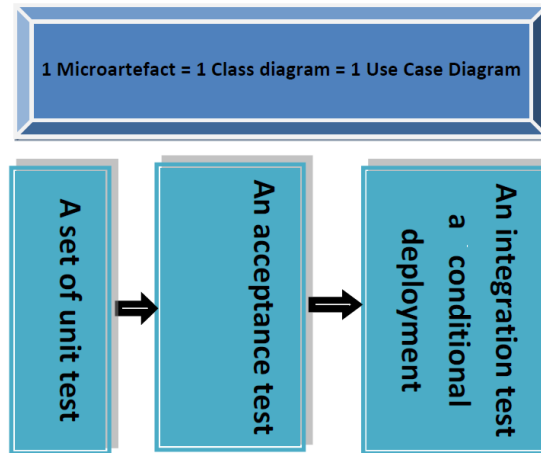 1 Microartefact = 1 Class diagram = 1 Use Case Diagram
A set of unit test
An acceptance test
An integration test
a conditional
deployment